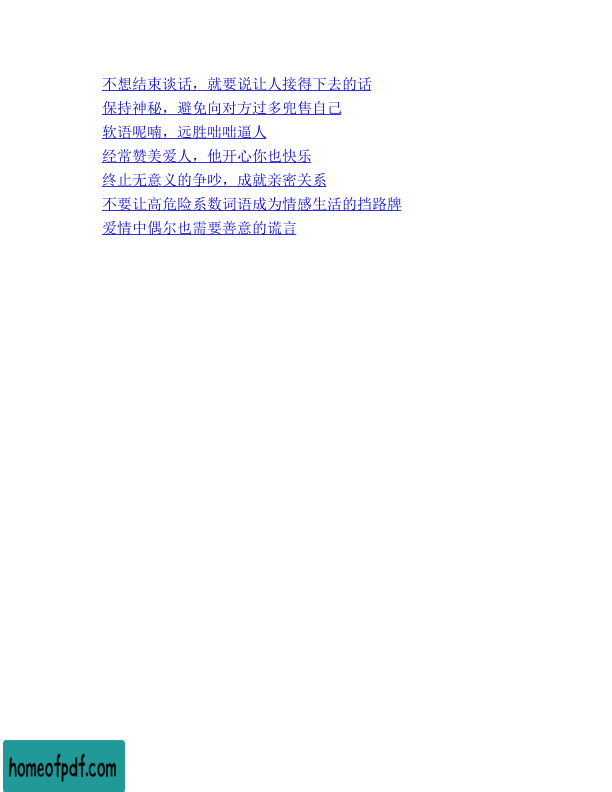 不想结束谈话，就要说让人接得下去的话
保持神秘，避免向对方过多兜售自己
软语呢喃，远胜咄咄逼人
经常赞美爱人，他开心你也快乐
终止无意义的争吵，成就亲密关系
不要让高危险系数词语成为情感生活的挡路牌
爱情中偶尔也需要善意的谎言
homeofpdf.com